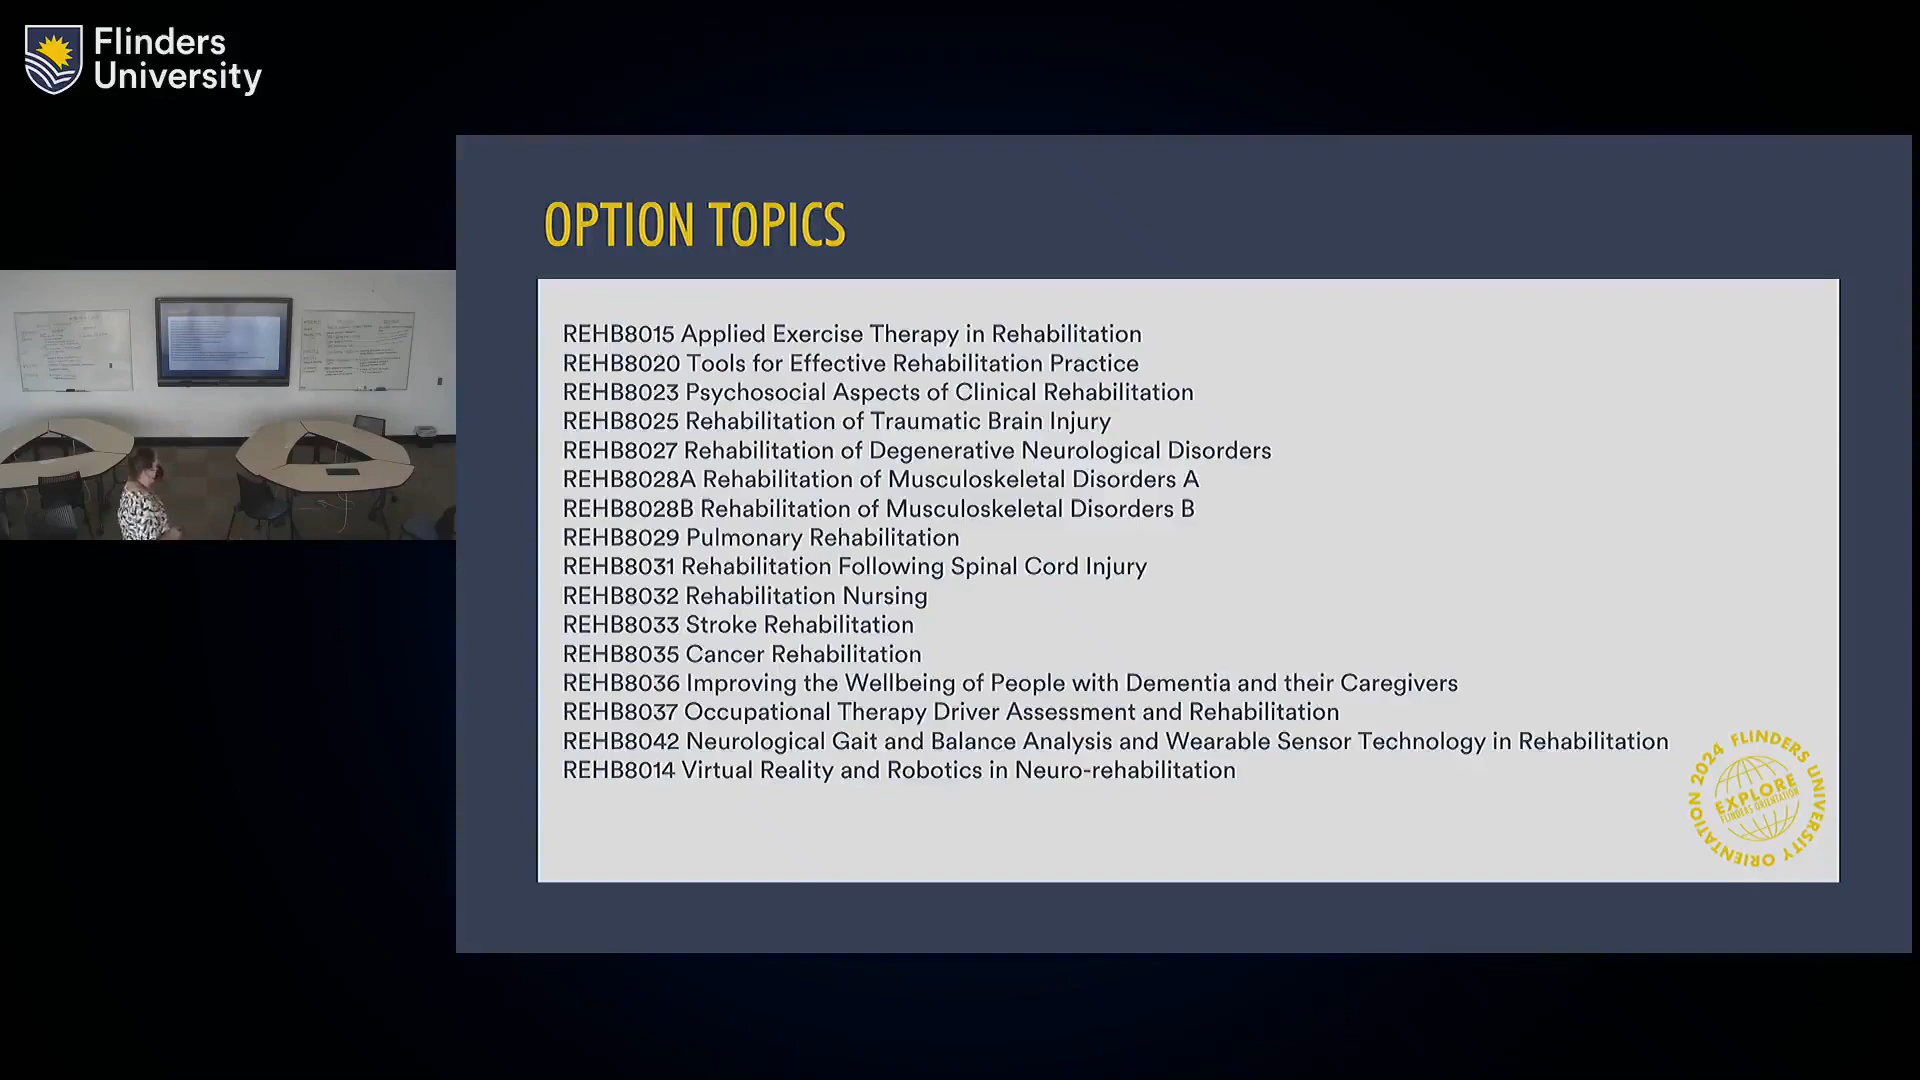 Flinders
University
OPTION TOPICS
REHB8015 Applied Exercise Therapy in Rehabilitation
REHB8020 Tools for Effective Rehabilitation Practice
REHB8023 Psychosocial Aspects of Clinical Rehabilitation
REHB8025 Rehabilitation of Traumatic Brain Injury
REHB8027 Rehabilitation of Degenerative Neurological Disorders
REHB8028A Rehabilitation of Musculoskeletal Disorders A
REHB8028B Rehabilitation of Musculoskeletal Disorders B
REHB8029 Pulmonary Rehabilitation
REHB8031 Rehabilitation Following Spinal Cord Injury
REHB8032 Rehabilitation Nursing
REHB8033 Stroke Rehabilitation
REHB8035 Cancer Rehabilitation
REHB8036 Improving the Wellbeing of People with Dementia and their Caregivers
REHB8037 Occupational Therapy Driver Assessment and Rehabilitation
REHB8042 Neurological Gait and Balance Analysis and Wearable Sensor Technology in Rehabilitation
REHB8014 Virtual Reality and Robotics in Neuro-rehabilitation
FLINDERS UNIVERSITY ORIENTATION 2024
EXPLORE
FLINDERS ORIENTATION